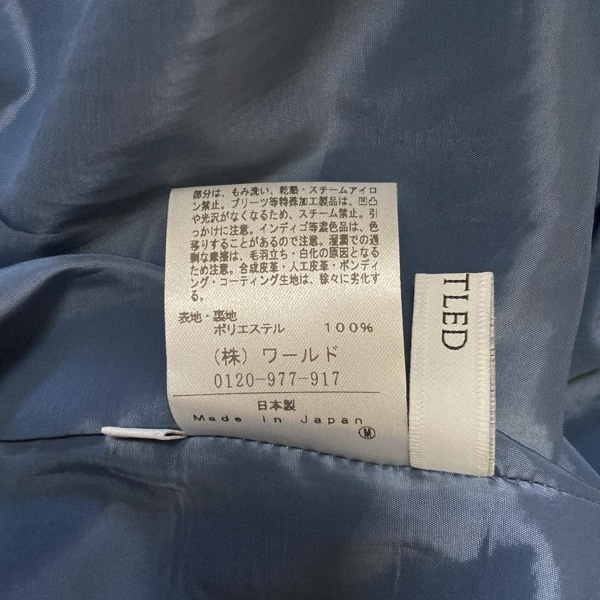 部分は、もみ洗い、乾熱・スチームアイロ
ン禁止。プリーツ等特殊加工製品は、凹凸
や光沢がなくなるため、スチーム禁止。引
っかけに注意。インディゴ等濃色品は、色
移りすることがあるので注意。湿潤での過
剰な摩擦は、毛羽立ち・白化の原因となる
ため注意。合成皮革・人工皮革・ボンディ
ング・コーティング生地は、徐々に劣化す
る。
表地・裏地
ポリエステル 100%
(株) ワールド
0120-977-917
日本製
Made in Japan
M
TLED